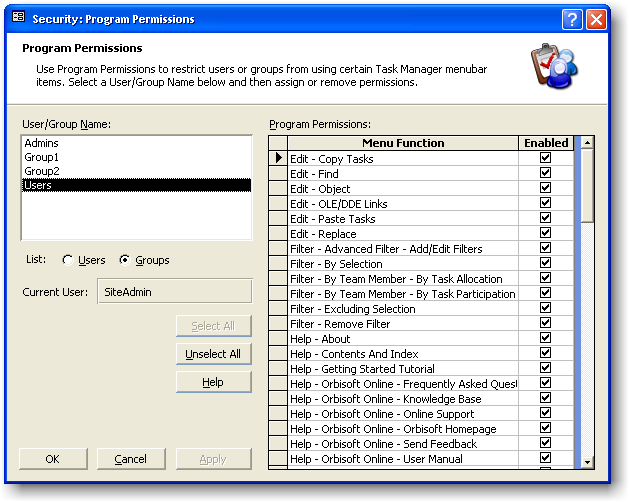 Security: Program Permissions
Program Permissions
Use Program Permissions to restrict users or groups from using certain Task Manager menubar
items. Select a User/Group Name below and then assign or remove permissions.
User/Group Name:
Admins
Group1
Group2
Users
List: Users Groups
Current User: SiteAdmin
Select All
Unselect All
Help
OK Cancel Apply
Program Permissions:
Menu Function Enabled
Edit - Copy Tasks
Edit - Find
Edit - Object
Edit - OLE/DDE Links
Edit - Paste Tasks
Edit - Replace
Filter - Advanced Filter - Add/Edit Filters
Filter - By Selection
Filter - By Team Member - By Task Allocation
Filter - By Team Member - By Task Participation
Filter - Excluding Selection
Filter - Remove Filter
Help - About
Help - Contents And Index
Help - Getting Started Tutorial
Help - Orbisoft Online - Frequently Asked Quest
Help - Orbisoft Online - Knowledge Base
Help - Orbisoft Online - Online Support
Help - Orbisoft Online - Orbisoft Homepage
Help - Orbisoft Online - Send Feedback
Help - Orbisoft Online - User Manual